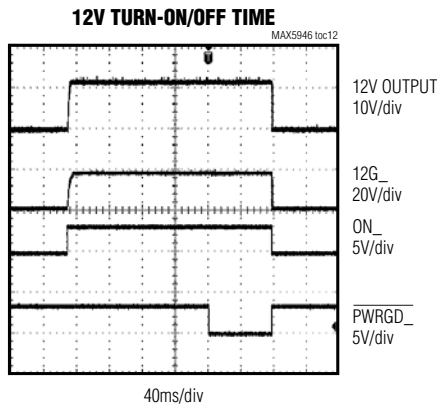 12V TURN-ON/OFF TIME
MAX5946 toc12
12V OUTPUT
10V/div
12G_
20V/div
ON_
5V/div
PWRGD_
5V/div
40ms/div